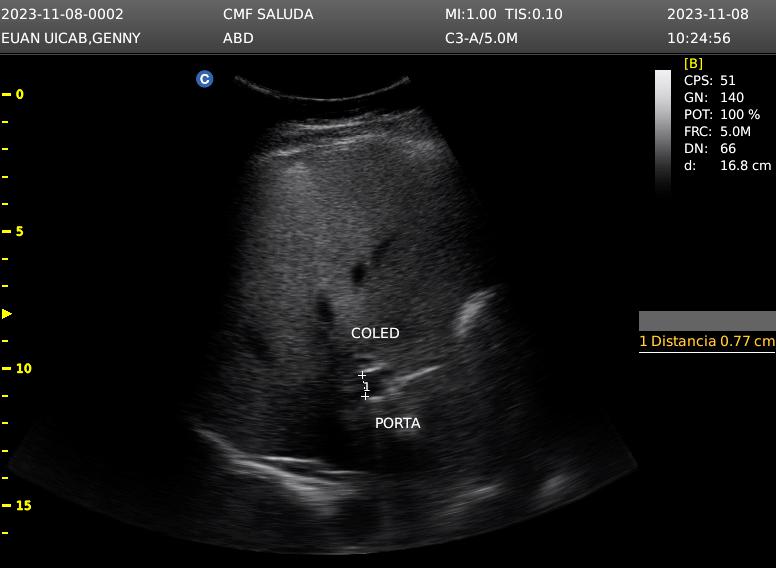 2023-11-08-0002 CMF SALUDA MI:1.00 TIS:0.10 2023-11-08
EUAN UICAB,GENNY ABD C3-A/5.0M 10:24:56
C
[B]
CPS: 51
GN: 140
POT: 100 %
FRC: 5.0M
DN: 66
d: 16.8 cm
0
5
10
15
COLED
1
PORTA
1 Distancia 0.77 cm